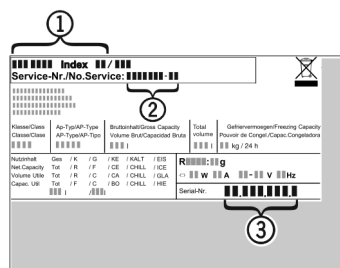 1
Index /
Service-Nr./No.Service: -
2
Klasse/Class Ap-Typ/AP-Type Bruttoinhalt/Gross Capacity Total Gefriervermoegen/Freezing Capacity
Classe/Class AP-Type/AP-Tipo Volume Brut/Capacidad Bruta volume Pouvoir de Congel./Capac.Congeladora
l l kg / 24 h
Nutzinhalt Ges / K / G / KE / KALT / EIS
Net.Capacity Tot / R / F / CE / CHILL / ICE
Volume Utile Tot / R / C / CA / CHILL / GLA
Capac. Util Tot / F / C / BO / CHILL / HIE
l / l
R : g
W A - V Hz
Serial-Nr. . . .
3